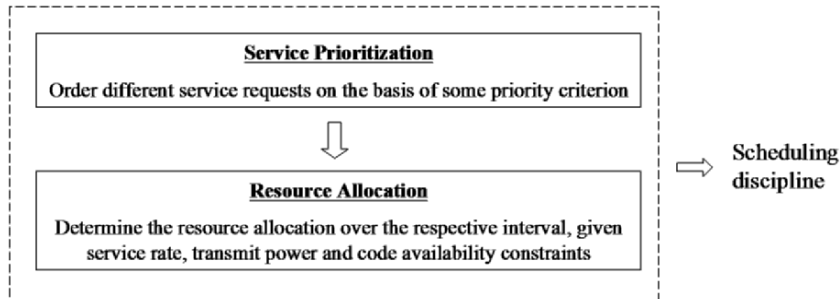 Service Prioritization
Order different service requests on the basis of some priority criterion
Resource Allocation
Determine the resource allocation over the respective interval, given
service rate, transmit power and code availability constraints
Scheduling
discipline